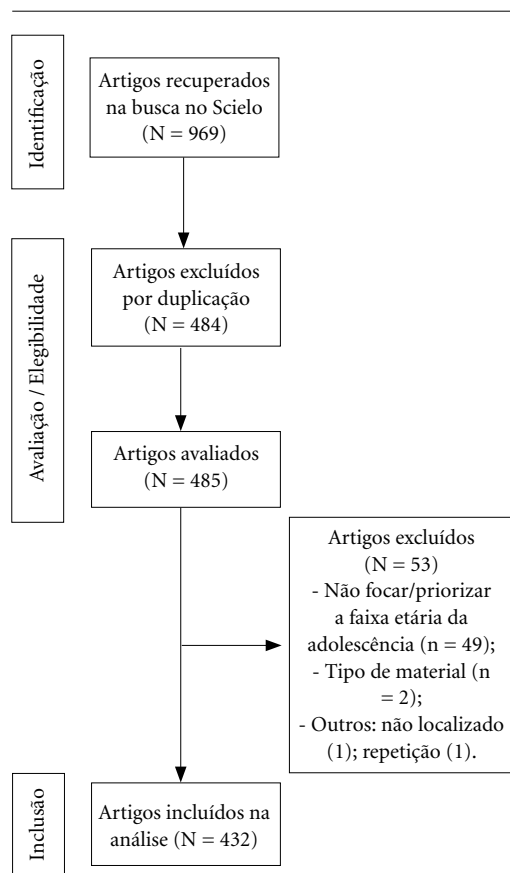 Identificação
Artigos recuperados
na busca no Scielo
(N = 969)
Avaliação / Elegibilidade
Artigos excluídos
por duplicação
(N = 484)
Artigos avaliados
(N = 485)
Artigos excluídos
(N = 53)
- Não focar/priorizar
a faixa etária da
adolescência (n = 49);
- Tipo de material (n
= 2);
- Outros: não localizado
(1); repetição (1).
Inclusão
Artigos incluídos na
análise (N = 432)